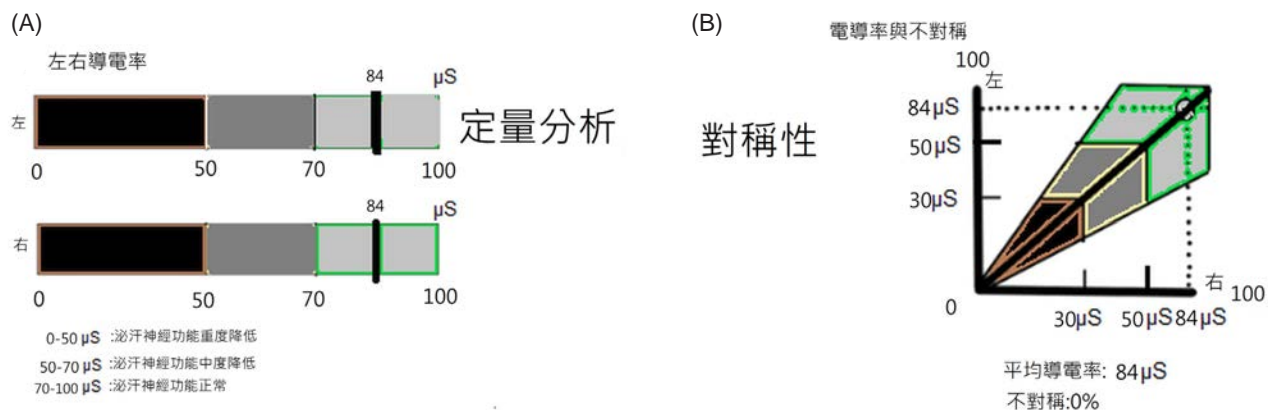 (A)
左右導電率
84
μS
左
定量分析
0
50
70
100
84
μS
右
0
50
70
100
0-50 μS :泌汗神經功能重度降低
50-70 μS :泌汗神經功能中度降低
70-100 μS :泌汗神經功能正常
(B)
電導率與不對稱
100
左
84μS
對稱性
50μS
30μS
右
0
100
30μS
50μS
84μS
平均導電率: 84μS
不對稱:0%